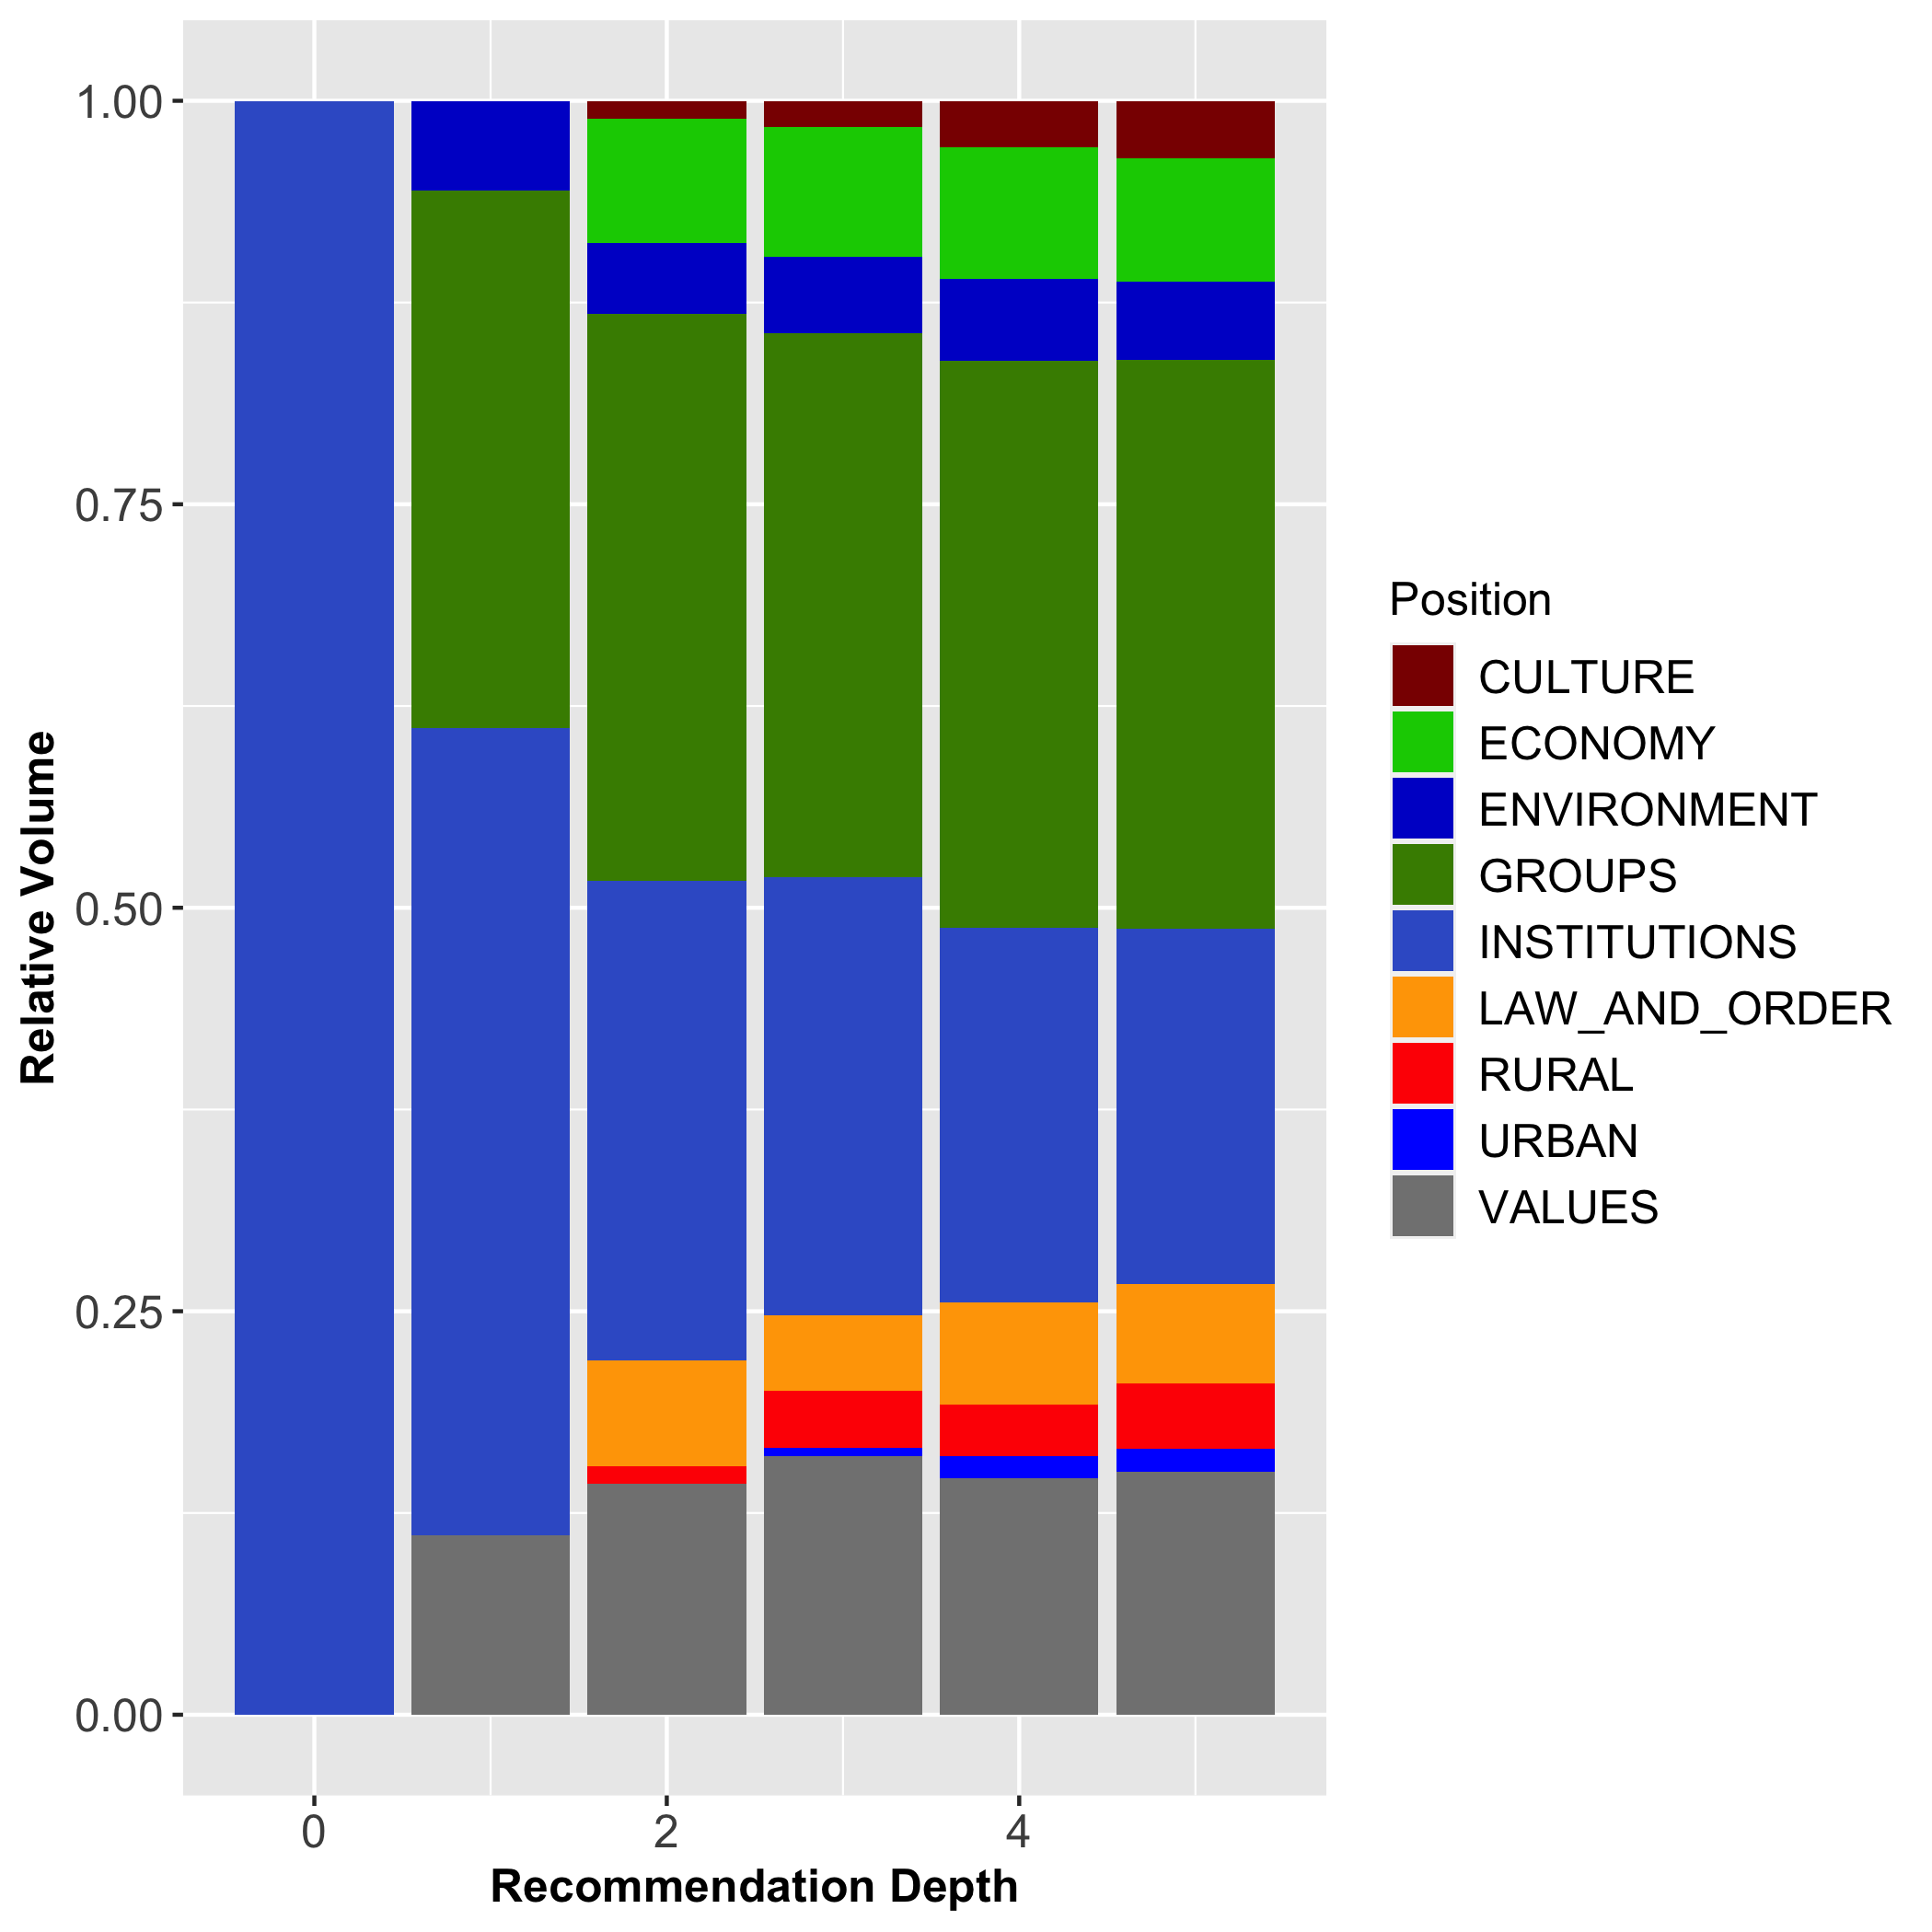 1.00
0.75
0.50
0.25
0.00
Relative Volume
0
2
4
Recommendation Depth
Position
CULTURE
ECONOMY
ENVIRONMENT
GROUPS
INSTITUTIONS
LAW_AND_ORDER
RURAL
URBAN
VALUES